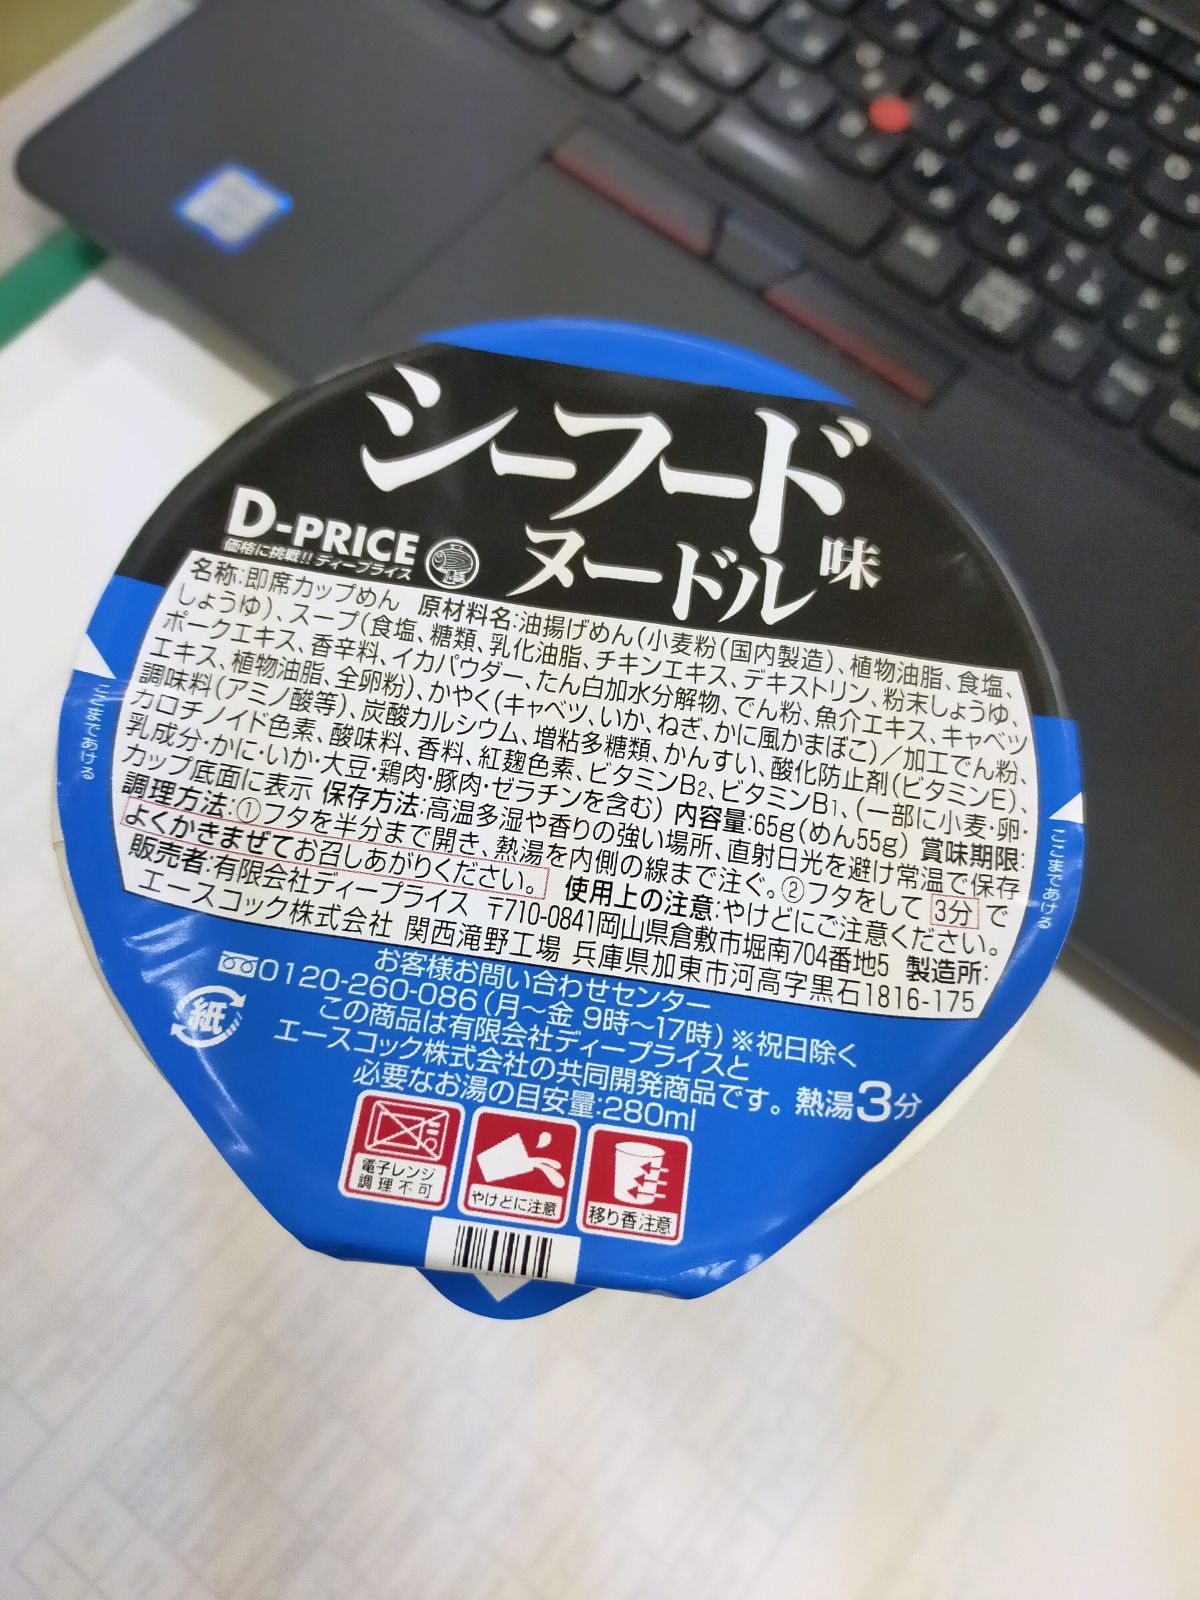 シーフード
ヌードル味
D-PRICE
価格に挑戦!! ディープライス
名称:即席カップめん 原材料名:油揚げめん(小麦粉(国内製造)、植物油脂、食塩、
しょうゆ)、スープ(食塩、糖類、乳化油脂、チキンエキス、デキストリン、粉末しょうゆ、
ポークエキス、香辛料、イカパウダー、たん白加水分解物、でん粉、魚介エキス、キャベツ
エキス、植物油脂、全卵粉)、かやく(キャベツ、いか、ねぎ、かに風かまぼこ)/加工でん粉、
調味料(アミノ酸等)、炭酸カルシウム、増粘多糖類、かんすい、酸化防止剤(ビタミンE)、
カロチノイド色素、酸味料、香料、紅麹色素、ビタミンB2、ビタミンB1、(一部に小麦・卵・
乳成分・かに・いか・大豆・鶏肉・豚肉・ゼラチンを含む) 内容量:65g(めん55g) 賞味期限:
カップ底面に表示 保存方法:高温多湿や香りの強い場所、直射日光を避け常温で保存
調理方法:①フタを半分まで開き、熱湯を内側の線まで注ぐ。②フタをして 3分 で
よくかきまぜてお召しあがりください。 使用上の注意:やけどにご注意ください。
販売者:有限会社ディープライス 〒710-0841岡山県倉敷市堀南704番地5 製造所:
エースコック株式会社 関西滝野工場 兵庫県加東市河高字黒石1816-175
ここまであける
ここまであける
お客様お問い合わせセンター
0120-260-086(月～金 9時～17時)※祝日除く
この商品は有限会社ディープライスと
エースコック株式会社の共同開発商品です。
必要なお湯の目安量:280ml
熱湯3分
紙
電子レンジ
調理不可
やけどに注意
移り香注意